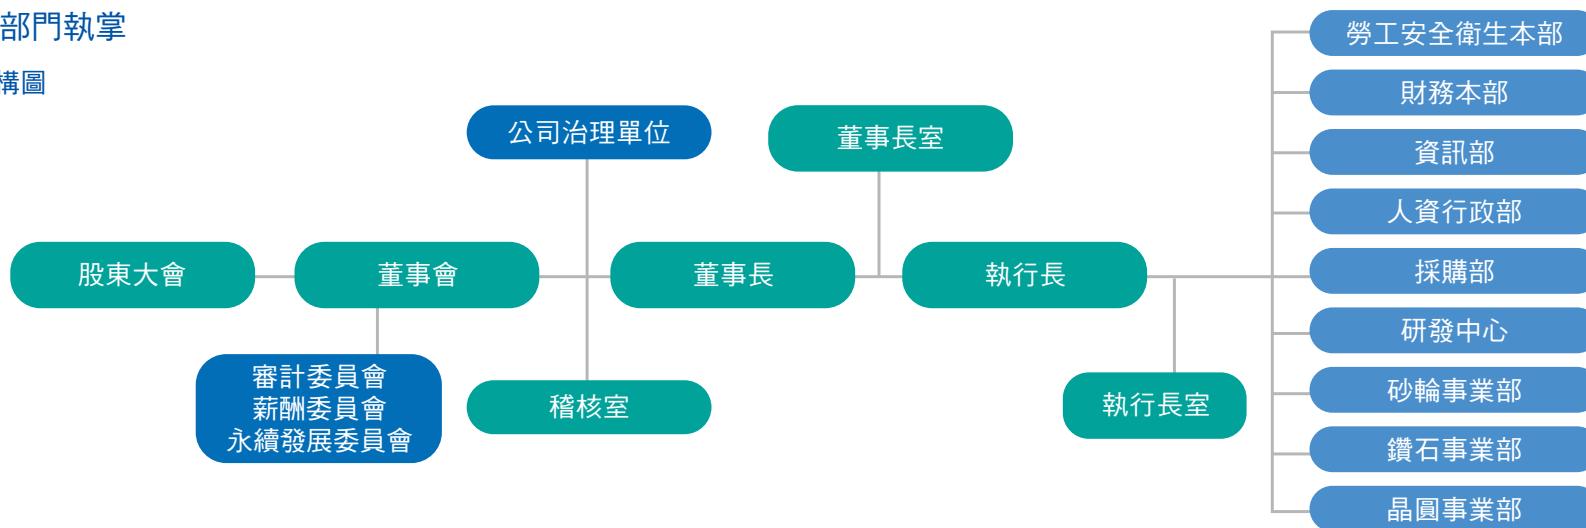 部門執掌
構圖
公司治理單位
董事長室
股東大會
董事會
董事長
執行長
審計委員會
薪酬委員會
永續發展委員會
稽核室
執行長室
勞工安全衛生本部
財務本部
資訊部
人資行政部
採購部
研發中心
砂輪事業部
鑽石事業部
晶圓事業部